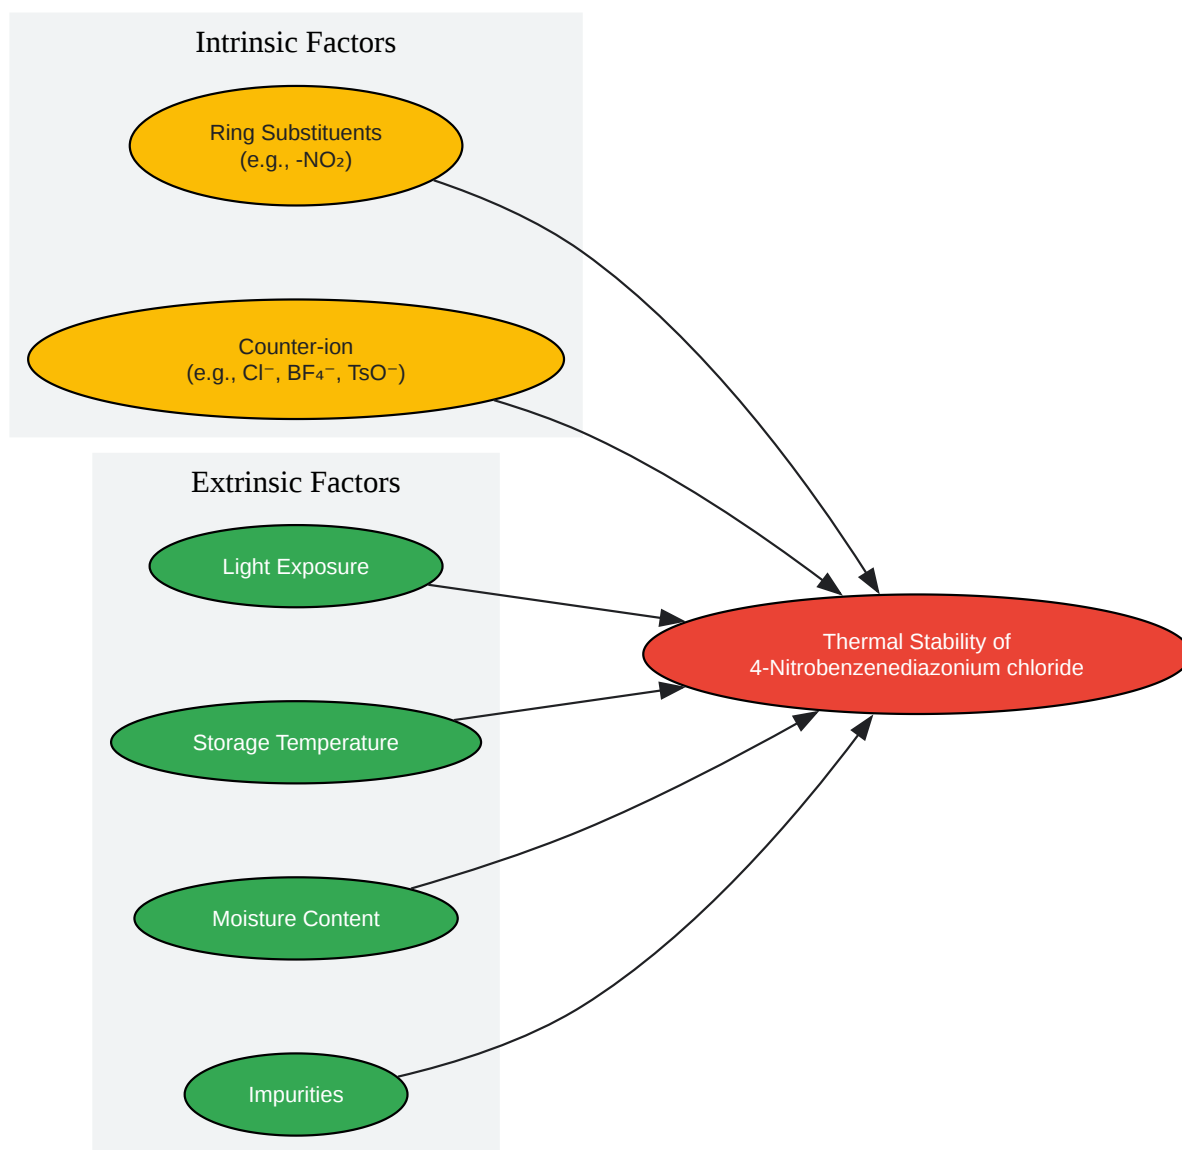 Intrinsic Factors
Ring Substituents
(e.g., -NO₂)
Counter-ion
(e.g., Cl⁻, BF₄⁻, TsO⁻)
Extrinsic Factors
Light Exposure
Storage Temperature
Moisture Content
Impurities
Thermal Stability of
4-Nitrobenzenediazonium chloride